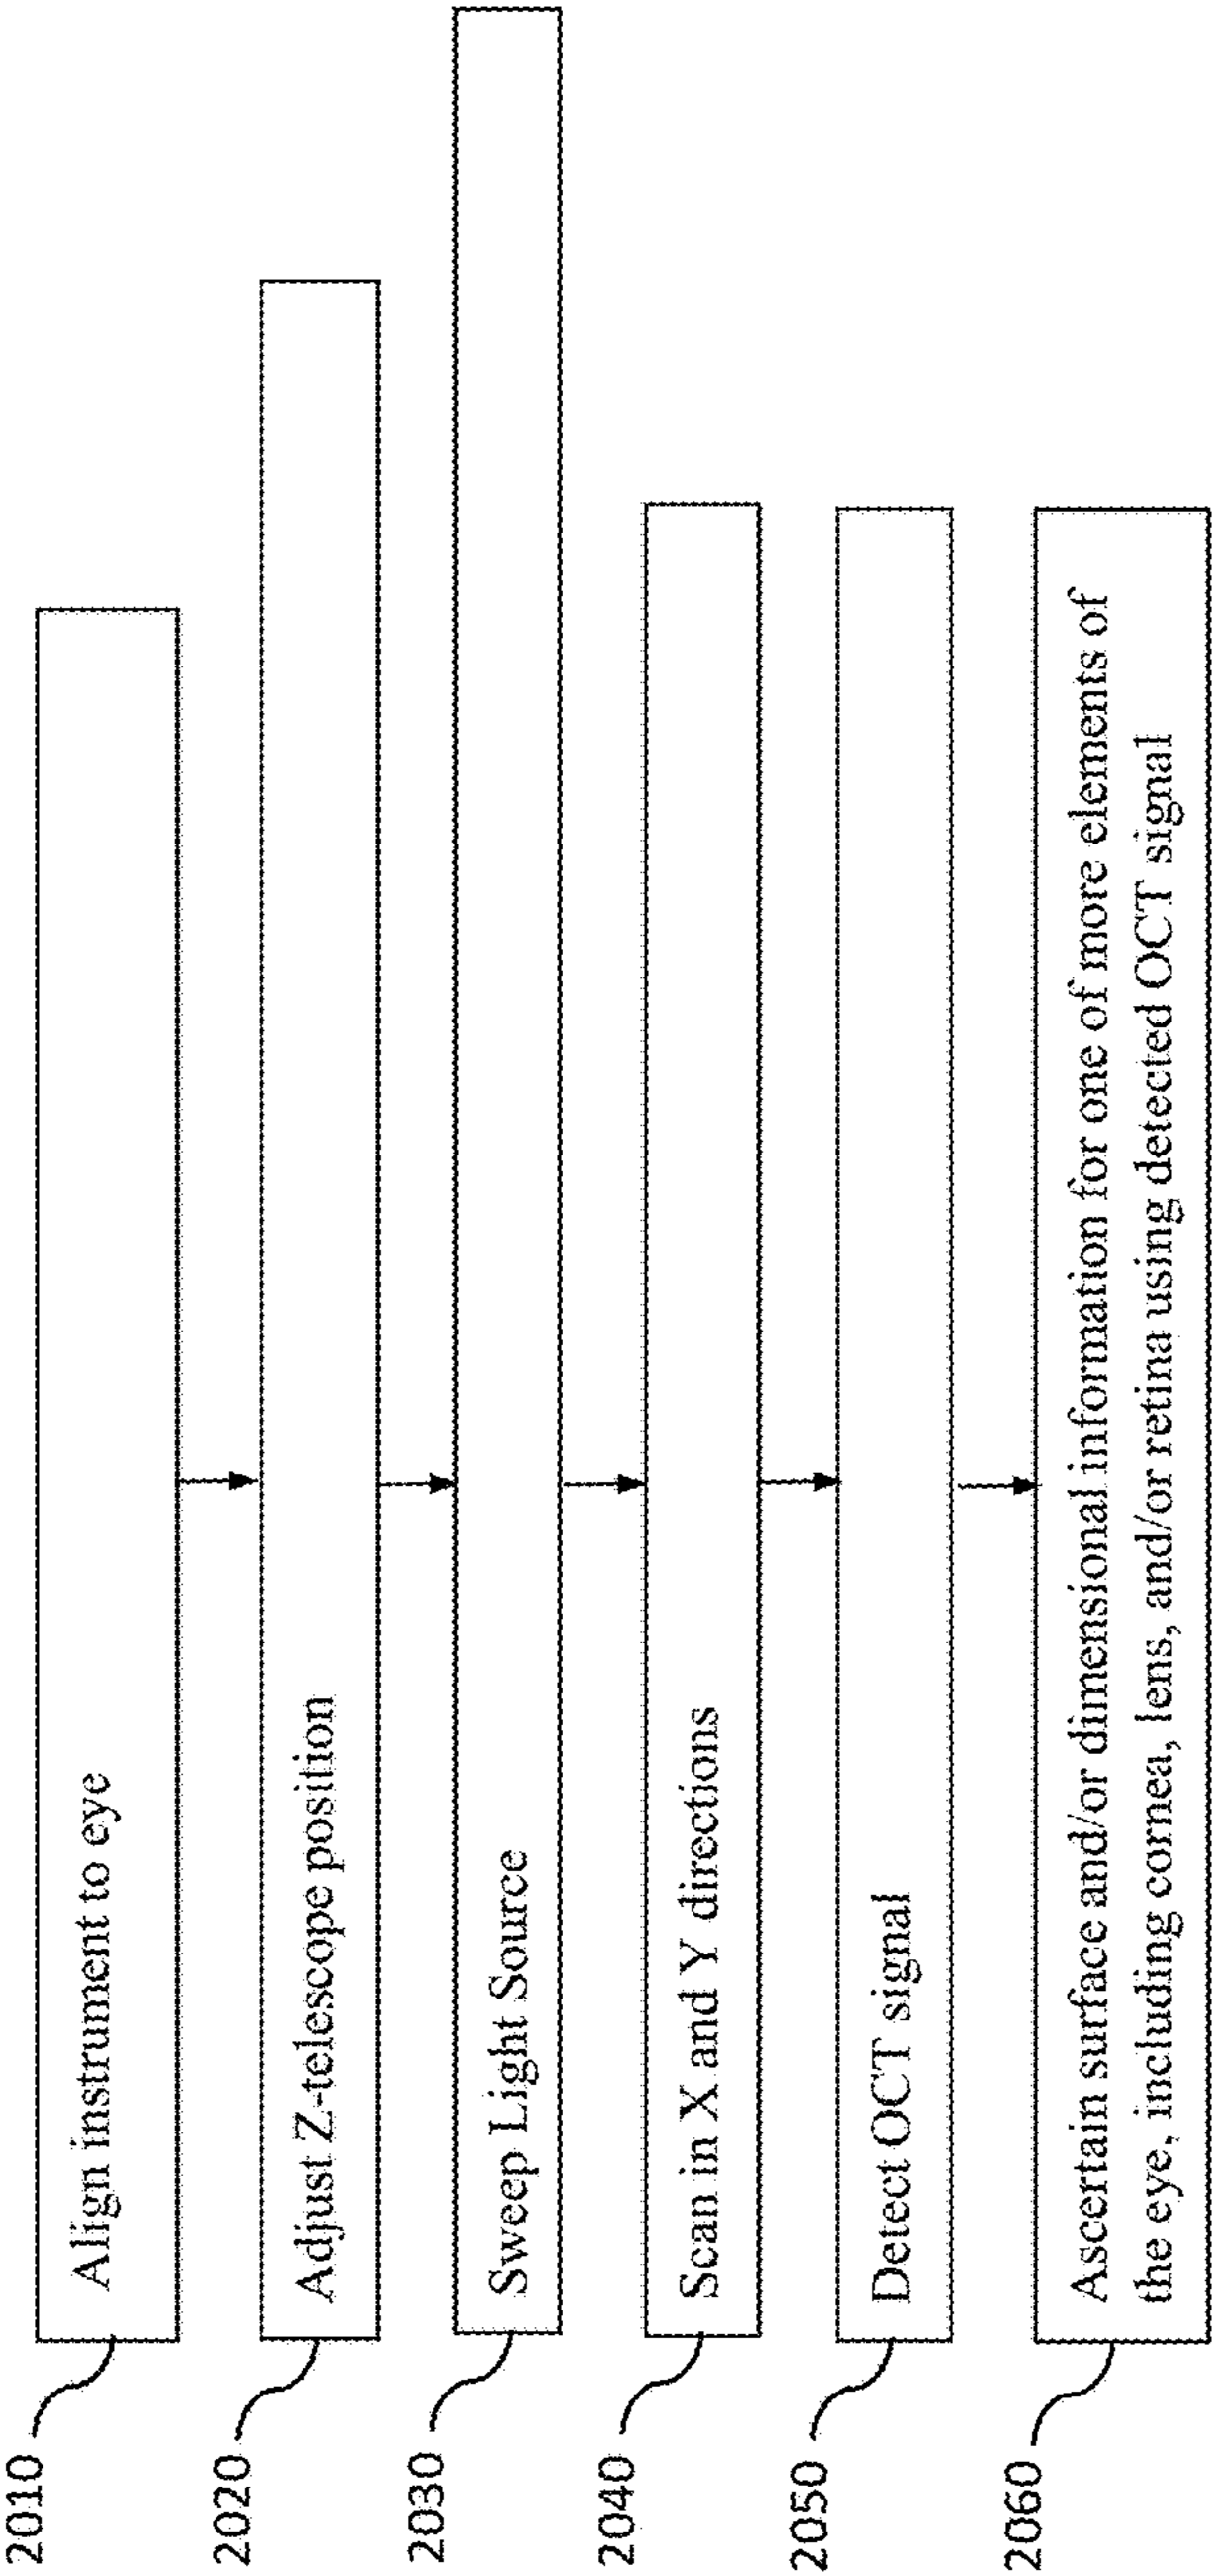 2010
Align instrument to eye
2020
Adjust Z-telescope position
2030
Sweep Light Source
2040
Scan in X and Y directions
2050
Detect OCT signal
2060
Ascertain surface and/or dimensional information for one of more elements of
the eye, including cornea, lens, and/or retina using detected OCT signal